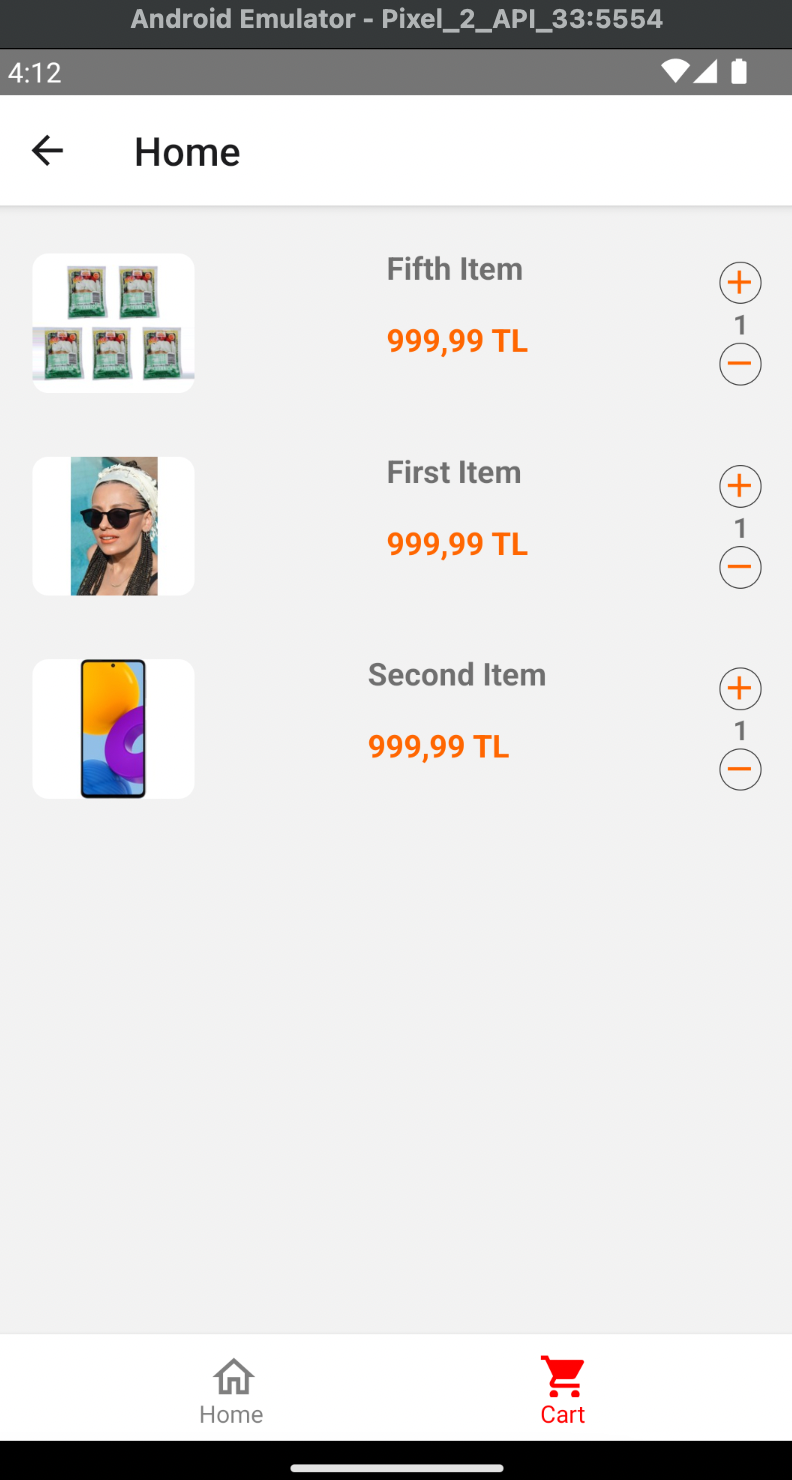 Android Emulator - Pixel_2_API_33:5554
4:12
Home
Fifth Item
999,99 TL
1
First Item
999,99 TL
1
Second Item
999,99 TL
1
Home
Cart